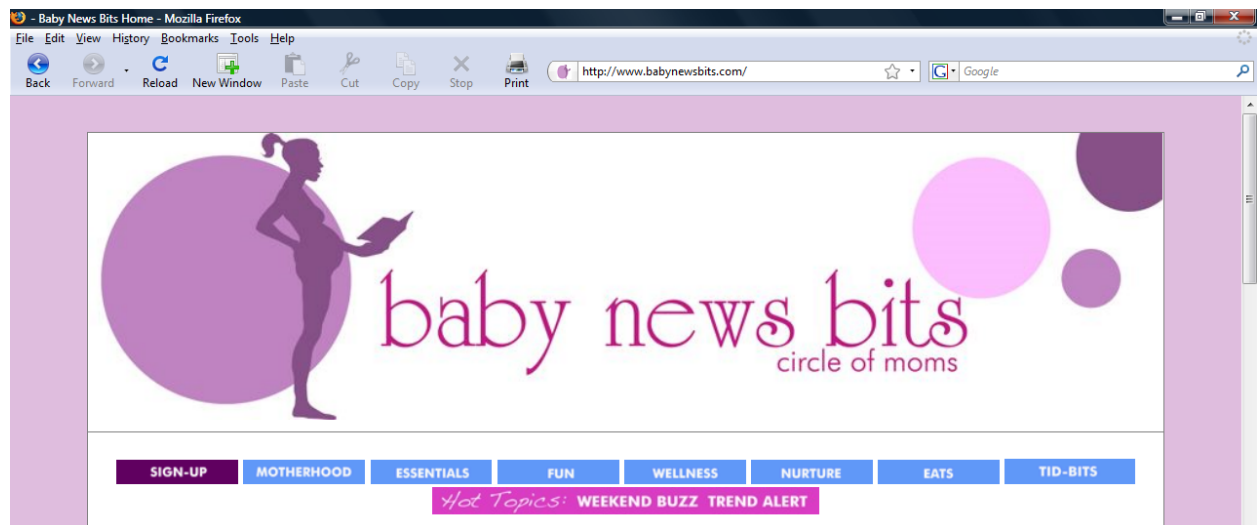 - Baby News Bits Home - Mozilla Firefox
File Edit View History Bookmarks Tools Help
Back Forward Reload New Window Paste Cut Copy Stop Print http://www.babynewsbits.com/ G Google
baby news bits
circle of moms
SIGN-UP MOTHERHOOD ESSENTIALS FUN WELLNESS NURTURE EATS TID-BITS
Hot Topics: WEEKEND BUZZ TREND ALERT